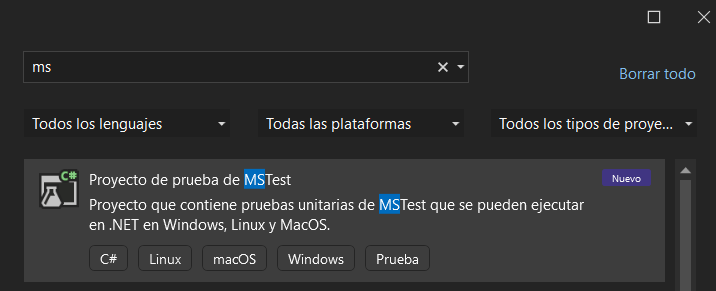 ms
Borrar todo
Todos los lenguajes
Todas las plataformas
Todos los tipos de proye...
C#
Proyecto de prueba de MSTest
Nuevo
Proyecto que contiene pruebas unitarias de MSTest que se pueden ejecutar
en .NET en Windows, Linux y MacOS.
C#
Linux
macOS
Windows
Prueba